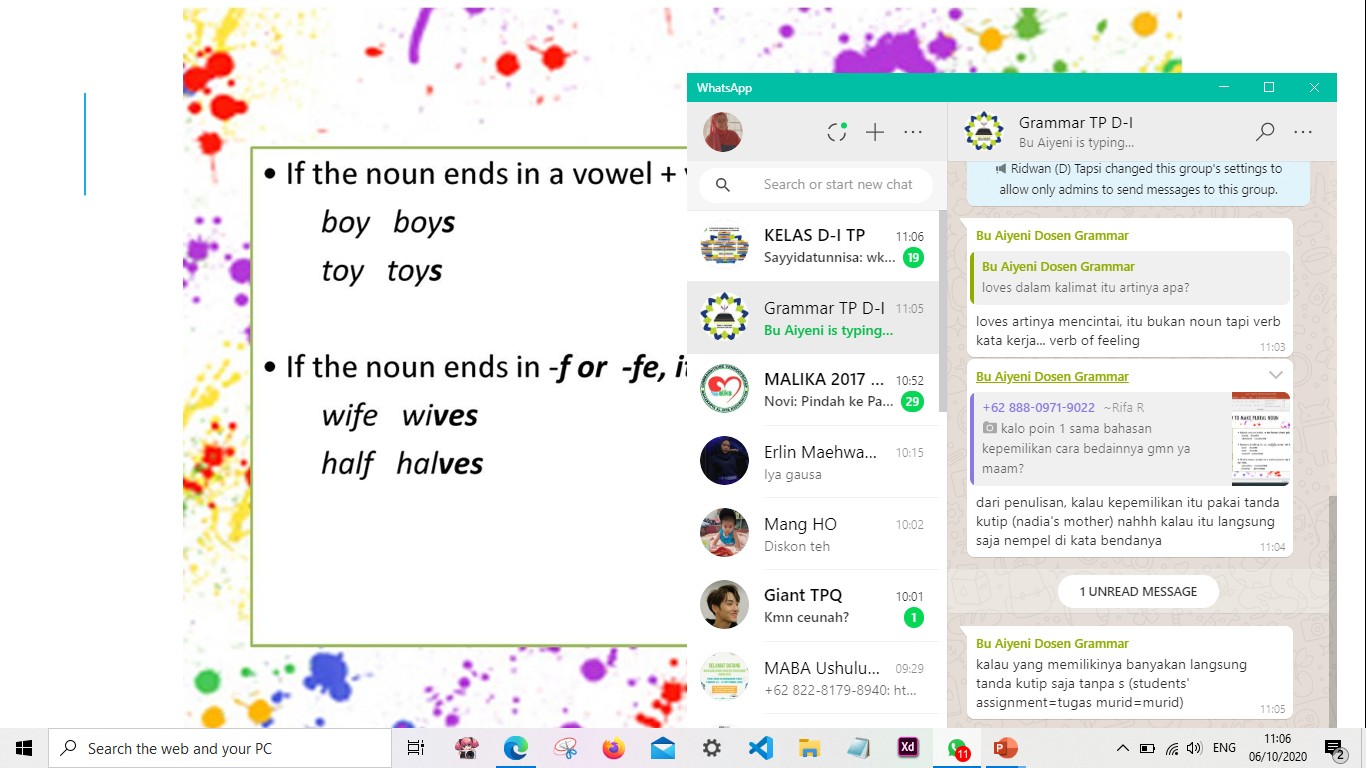 • If the noun ends in a vowel +
boy boys
toy toys
• If the noun ends in -f or -fe,
wife wives
half halves
WhatsApp
Search or start new chat
KELAS D-I TP 11:06
Sayyidatunnisa: wk... 19
Grammar TP D-I 11:05
Bu Aiyeni is typing...
MALIKA 2017 ... 10:52
Novi: Pindah ke Pa... 29
Erlin Maehwa... 10:15
Iya gausa
Mang HO 10:02
Diskon teh
Giant TPQ 10:01
Kmn ceunah? 1
MABA Ushulu... 09:29
+62 822-8179-8940: ht...
Grammar TP D-I
Bu Aiyeni is typing...
Ridwan (D) Tapsi changed this group's settings to
allow only admins to send messages to this group.
Bu Aiyeni Dosen Grammar
Bu Aiyeni Dosen Grammar
loves dalam kalimat itu artinya apa?
loves artinya mencintai, itu bukan noun tapi verb
kata kerja... verb of feeling
11:03
Bu Aiyeni Dosen Grammar
+62 888-0971-9022 ~Rifa R
kalo poin 1 sama bahasan
kepemilikan cara bedainnya gmn ya
maam?
dari penulisan, kalau kepemilikan itu pakai tanda
kutip (nadia's mother) nahhh kalau itu langsung
saja nempel di kata bendanya
11:04
1 UNREAD MESSAGE
Bu Aiyeni Dosen Grammar
kalau yang memilikinya banyakan langsung
tanda kutip saja tanpa s (students'
assignment=tugas murid=murid)
11:05
Search the web and your PC
Xd
11
ENG
11:06
06/10/2020
2